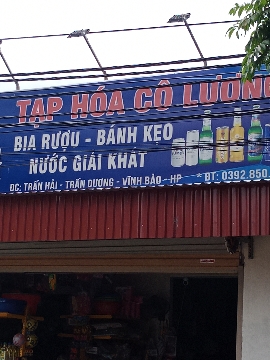 TẠP HÓA CÔ LƯƠNG
BIA RƯỢU - BÁNH KẸO
NƯỚC GIẢI KHÁT
ĐC: TRẤN HẢI - TRẤN DƯƠNG - VĨNH BẢO - HP * ĐT: 0392.850